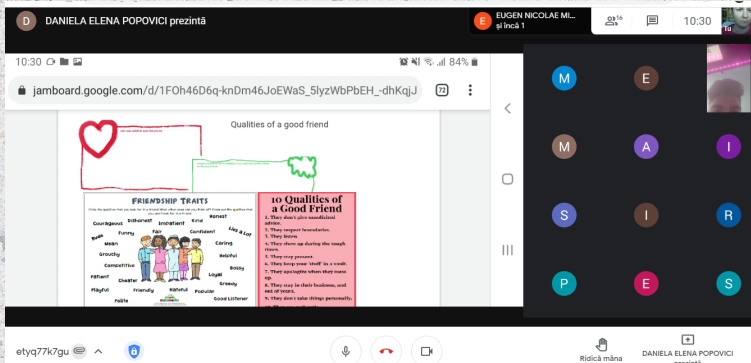 D DANIELA ELENA POPOVICI prezintă
E EUGEN NICOLAE MI...
și încă 1
16
10:30
Tu
10:30 84%
jamboard.google.com/d/1FOh46D6q-knDm46JoEWaS_5lyzWbPbEH_-dhKqjJ 72
Qualities of a good friend
FRIENDSHIP TRAITS
Courageous Dishonest Impatient Kind Honest
Rude Funny Fair Confident Lies a Lot
Mean Caring
Grouchy Helpful
Competitive Bossy
Patient Cheater Loyal
Greedy
Playful Friendly Hateful Popular
Polite Good Listener
10 Qualities of
a Good Friend
1. They don't give unsolicited
advice.
2. They respect boundaries.
3. They listen.
4. They show up during the tough
times.
5. They stay present.
6. They keep your 'stuff' in a vault.
7. They apologize when they mess
up.
8. They stay in their business, and
out of yours.
9. They don't take things personally.
M E
M A I
S I R
P E S
etyq77k7gu
Ridică mâna
DANIELA ELENA POPOVICI
prezintă